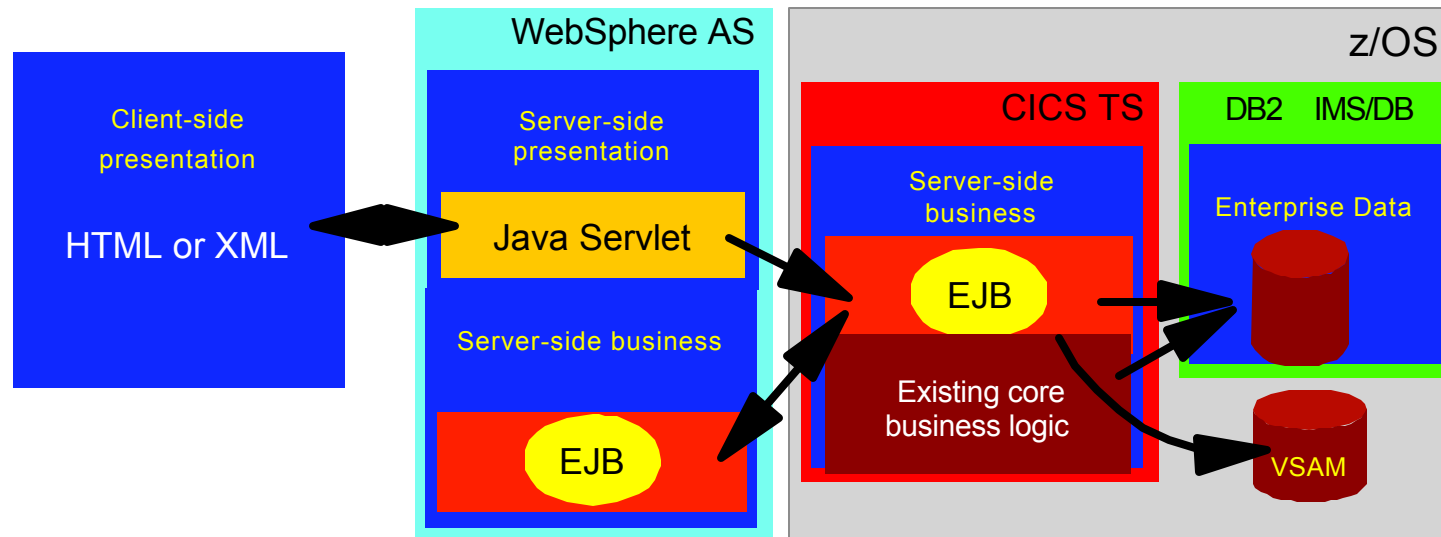 Client-side
presentation
HTML or XML
WebSphere AS
Server-side
presentation
Java Servlet
Server-side business
EJB
z/OS
CICS TS
Server-side
business
EJB
Existing core
business logic
DB2 IMS/DB
Enterprise Data
VSAM